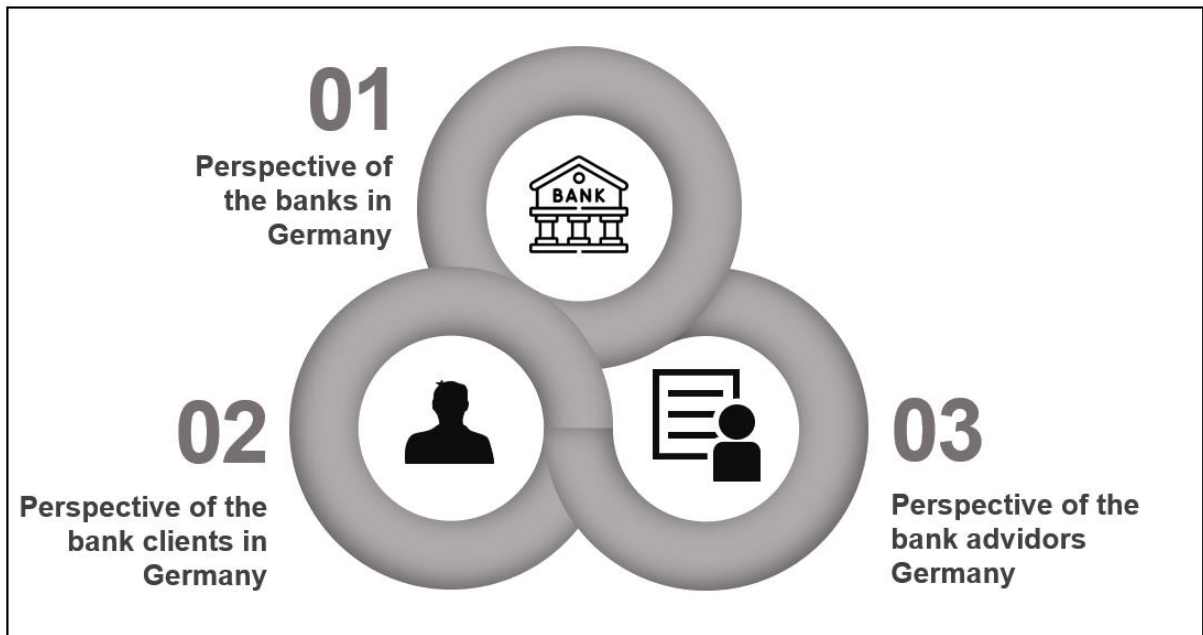 01
Perspective of
the banks in
Germany
BANK
02
Perspective of the
bank clients in
Germany
03
Perspective of the
bank advidors
Germany